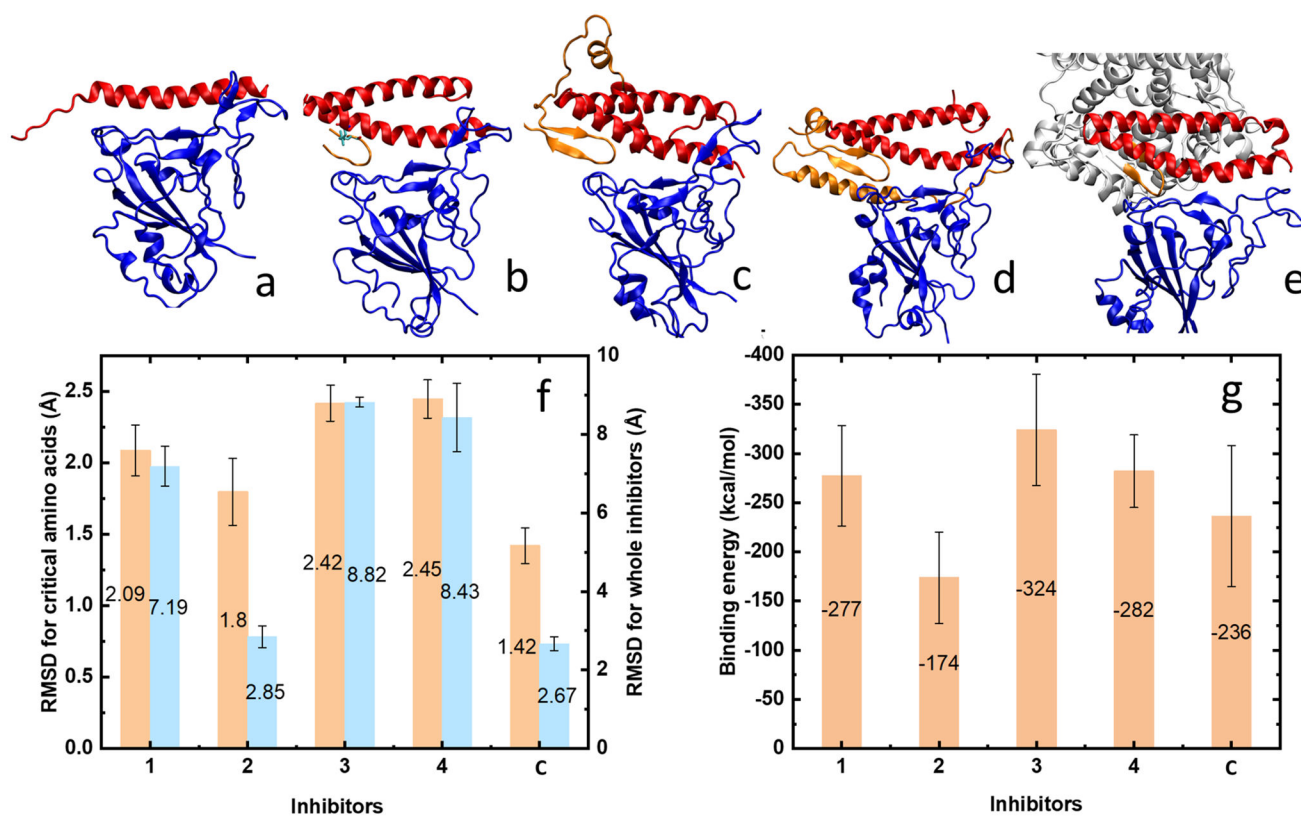 a
b
c
d
e
f
RMSD for critical amino acids (Å)
2.5
2.0
1.5
1.0
0.5
0.0
2.09
7.19
1.8
2.85
2.42
8.82
2.45
8.43
1.42
2.67
10
8
6
4
2
0
RMSD for whole inhibitors (Å)
1 2 3 4 c
Inhibitors
g
Binding energy (kcal/mol)
-400
-350
-300
-250
-200
-150
-100
-50
0
-277
-174
-324
-282
-236
1 2 3 4 c
Inhibitors